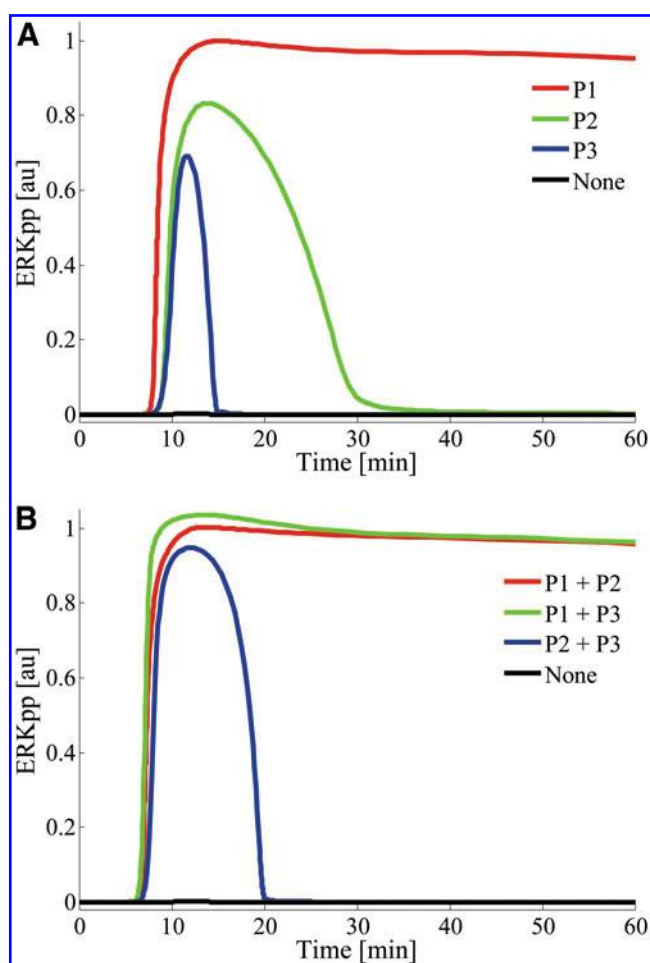 A
ERKpp [au]
1
0.8
0.6
0.4
0.2
0
P1
P2
P3
None
0 10 20 30 40 50 60
Time [min]
B
ERKpp [au]
1
0.8
0.6
0.4
0.2
0
P1 + P2
P1 + P3
P2 + P3
None
0 10 20 30 40 50 60
Time [min]